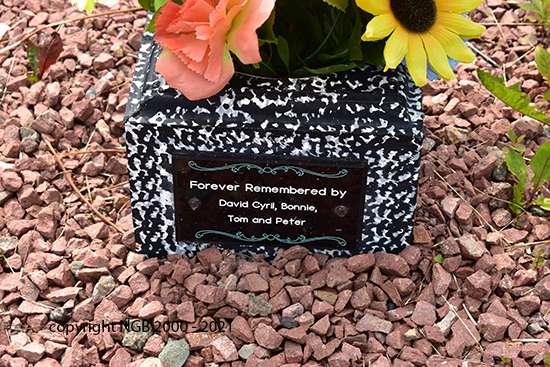 Forever Remembered by
David Cyril, Bonnie,
Tom and Peter
copyright NGB 2000 - 2021